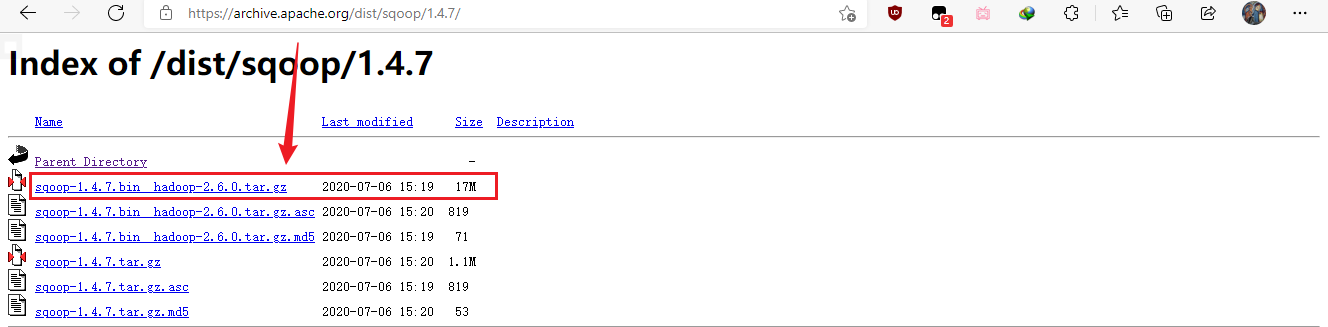 https://archive.apache.org/dist/sqoop/1.4.7/
2
Index of /dist/sqoop/1.4.7
Name Last modified Size Description
Parent Directory -
sqoop-1.4.7.bin__hadoop-2.6.0.tar.gz 2020-07-06 15:19 17M
sqoop-1.4.7.bin__hadoop-2.6.0.tar.gz.asc 2020-07-06 15:20 819
sqoop-1.4.7.bin__hadoop-2.6.0.tar.gz.md5 2020-07-06 15:19 71
sqoop-1.4.7.tar.gz 2020-07-06 15:20 1.1M
sqoop-1.4.7.tar.gz.asc 2020-07-06 15:19 819
sqoop-1.4.7.tar.gz.md5 2020-07-06 15:20 53